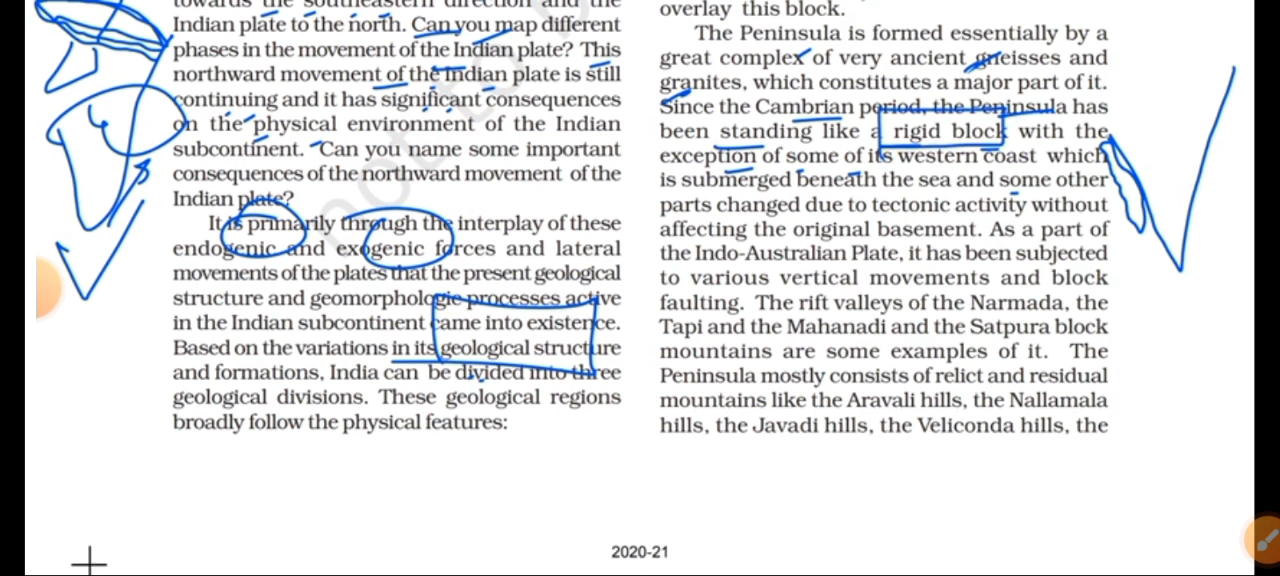 towards the southeastern direction and the
Indian plate to the north. Can you map different
phases in the movement of the Indian plate? This
northward movement of the Indian plate is still
continuing and it has significant consequences
on the physical environment of the Indian
subcontinent. Can you name some important
consequences of the northward movement of the
Indian plate?
It is primarily through the interplay of these
endogenic and exogenic forces and lateral
movements of the plates that the present geological
structure and geomorphologic processes active
in the Indian subcontinent came into existence.
Based on the variations in its geological structure
and formations, India can be divided into three
geological divisions. These geological regions
broadly follow the physical features:
overlay this block.
The Peninsula is formed essentially by a
great complex of very ancient gneisses and
granites, which constitutes a major part of it.
Since the Cambrian period, the Peninsula has
been standing like a rigid block with the
exception of some of its western coast which
is submerged beneath the sea and some other
parts changed due to tectonic activity without
affecting the original basement. As a part of
the Indo-Australian Plate, it has been subjected
to various vertical movements and block
faulting. The rift valleys of the Narmada, the
Tapi and the Mahanadi and the Satpura block
mountains are some examples of it. The
Peninsula mostly consists of relict and residual
mountains like the Aravali hills, the Nallamala
hills, the Javadi hills, the Veliconda hills, the
not to b
2020-21